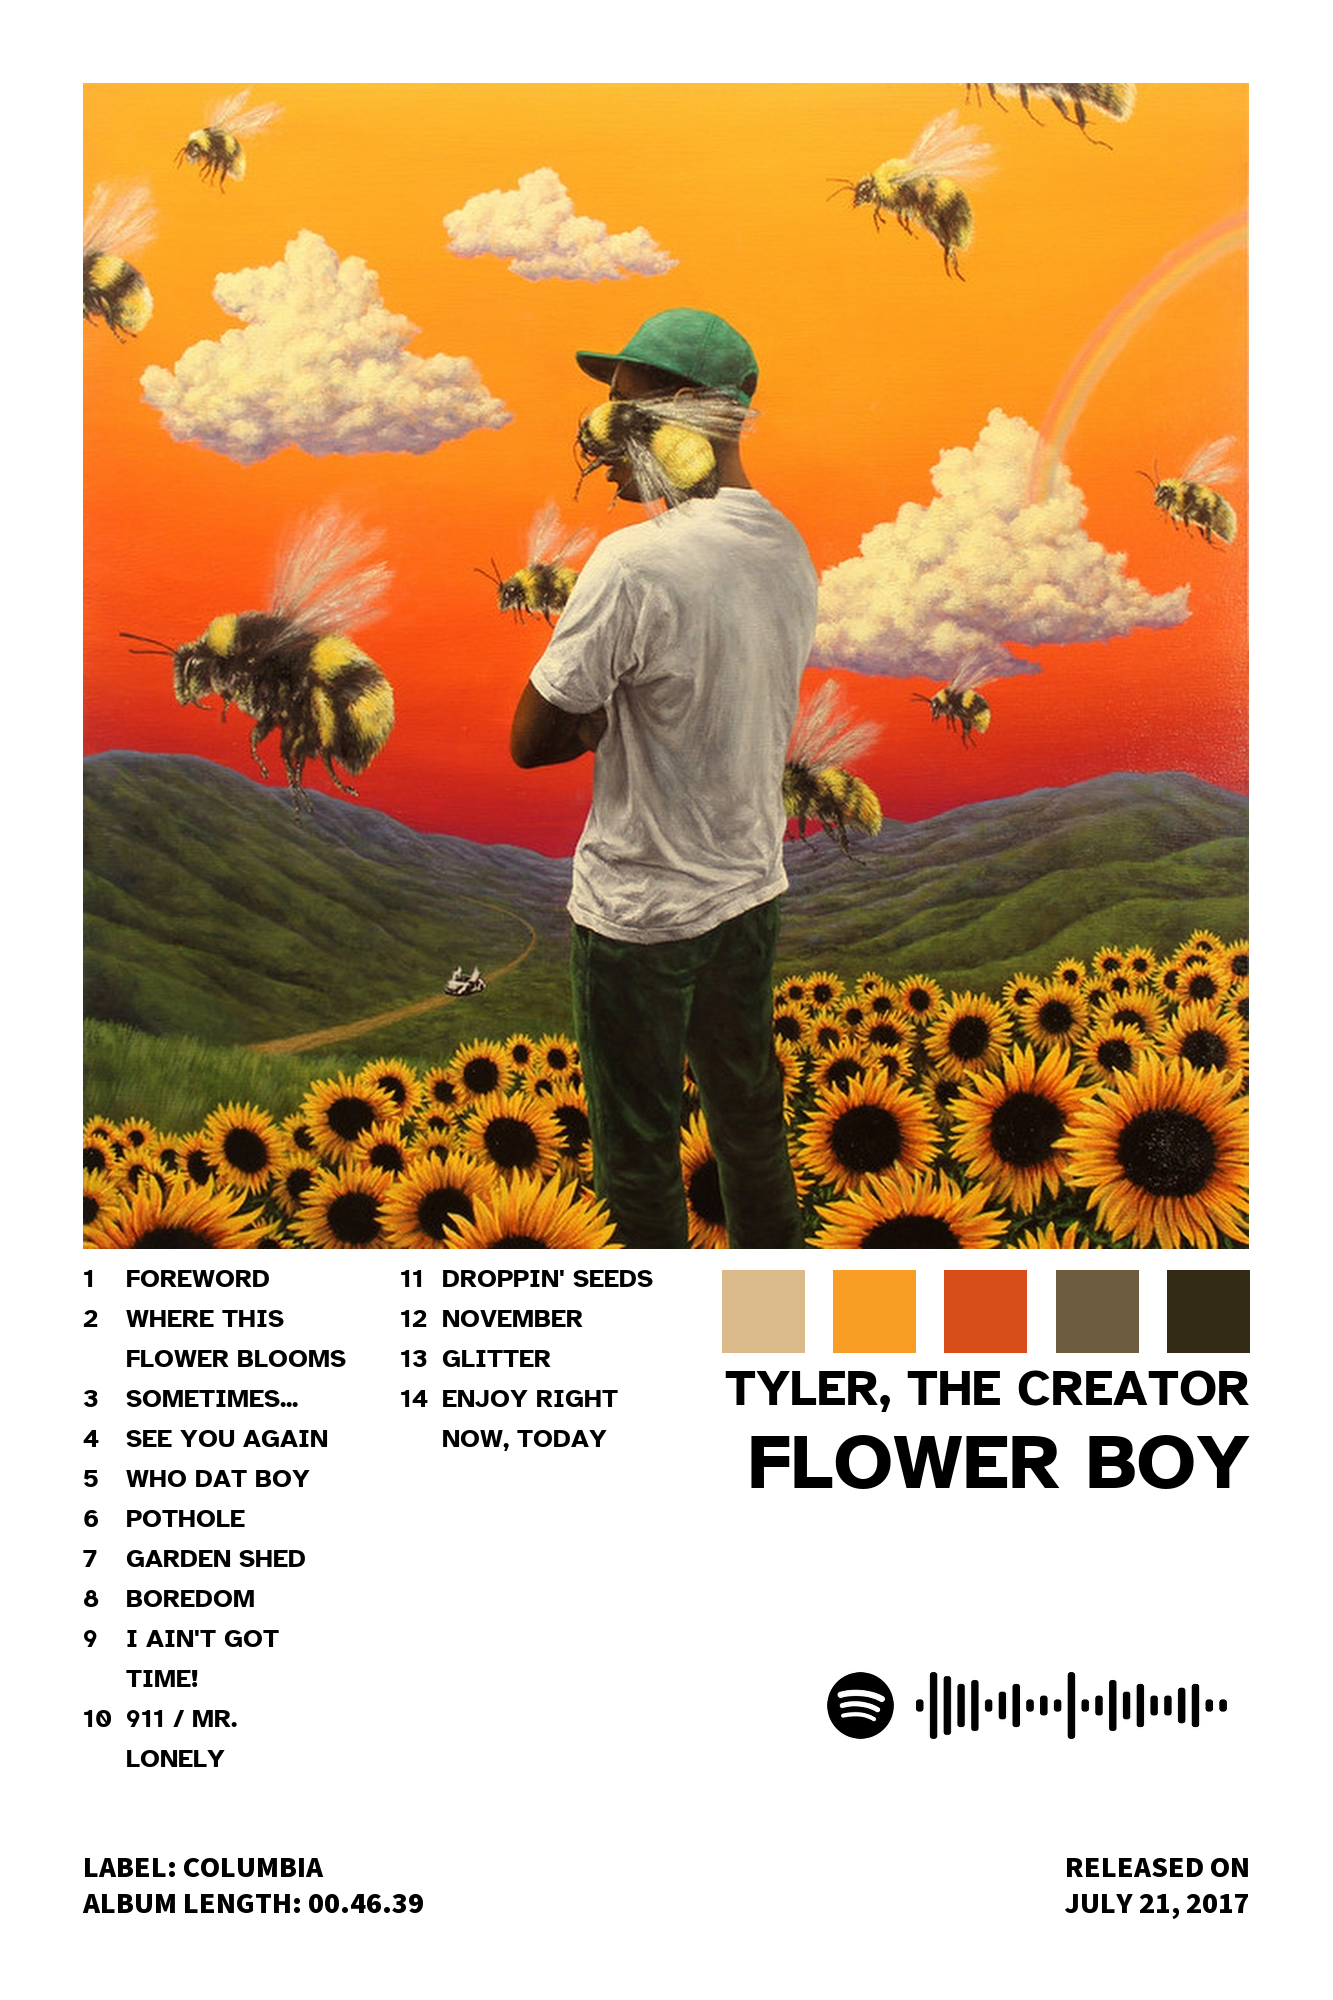 1 FOREWORD
2 WHERE THIS
FLOWER BLOOMS
3 SOMETIMES...
4 SEE YOU AGAIN
5 WHO DAT BOY
6 POTHOLE
7 GARDEN SHED
8 BOREDOM
9 I AIN'T GOT
TIME!
10 911 / MR.
LONELY
11 DROPPIN' SEEDS
12 NOVEMBER
13 GLITTER
14 ENJOY RIGHT
NOW, TODAY
TYLER, THE CREATOR
FLOWER BOY
LABEL: COLUMBIA
ALBUM LENGTH: 00.46.39
RELEASED ON
JULY 21, 2017